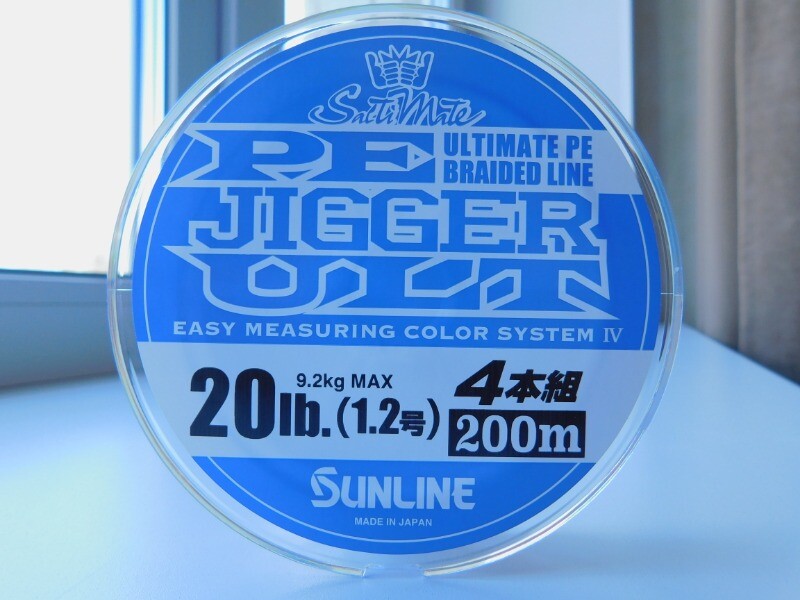 SaltiMate
PE
ULTIMATE PE
BRAIDED LINE
JIGGER
ULT
EASY MEASURING COLOR SYSTEM IV
9.2kg MAX
20lb.(1.2号)
4本組
200m
SUNLINE
MADE IN JAPAN